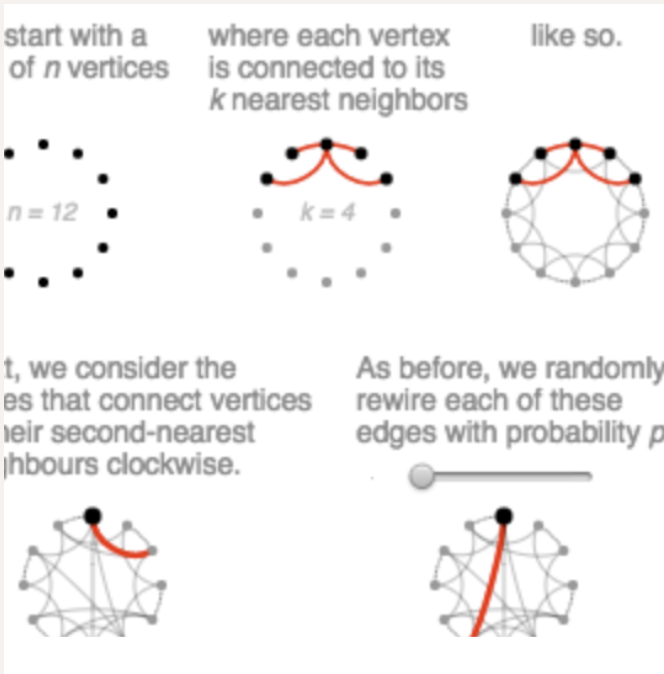 start with a
of n vertices
where each vertex
is connected to its
k nearest neighbors
like so.
n = 12
k = 4
t, we consider the
es that connect vertices
heir second-nearest
ghbours clockwise.
As before, we randomly
rewire each of these
edges with probability p